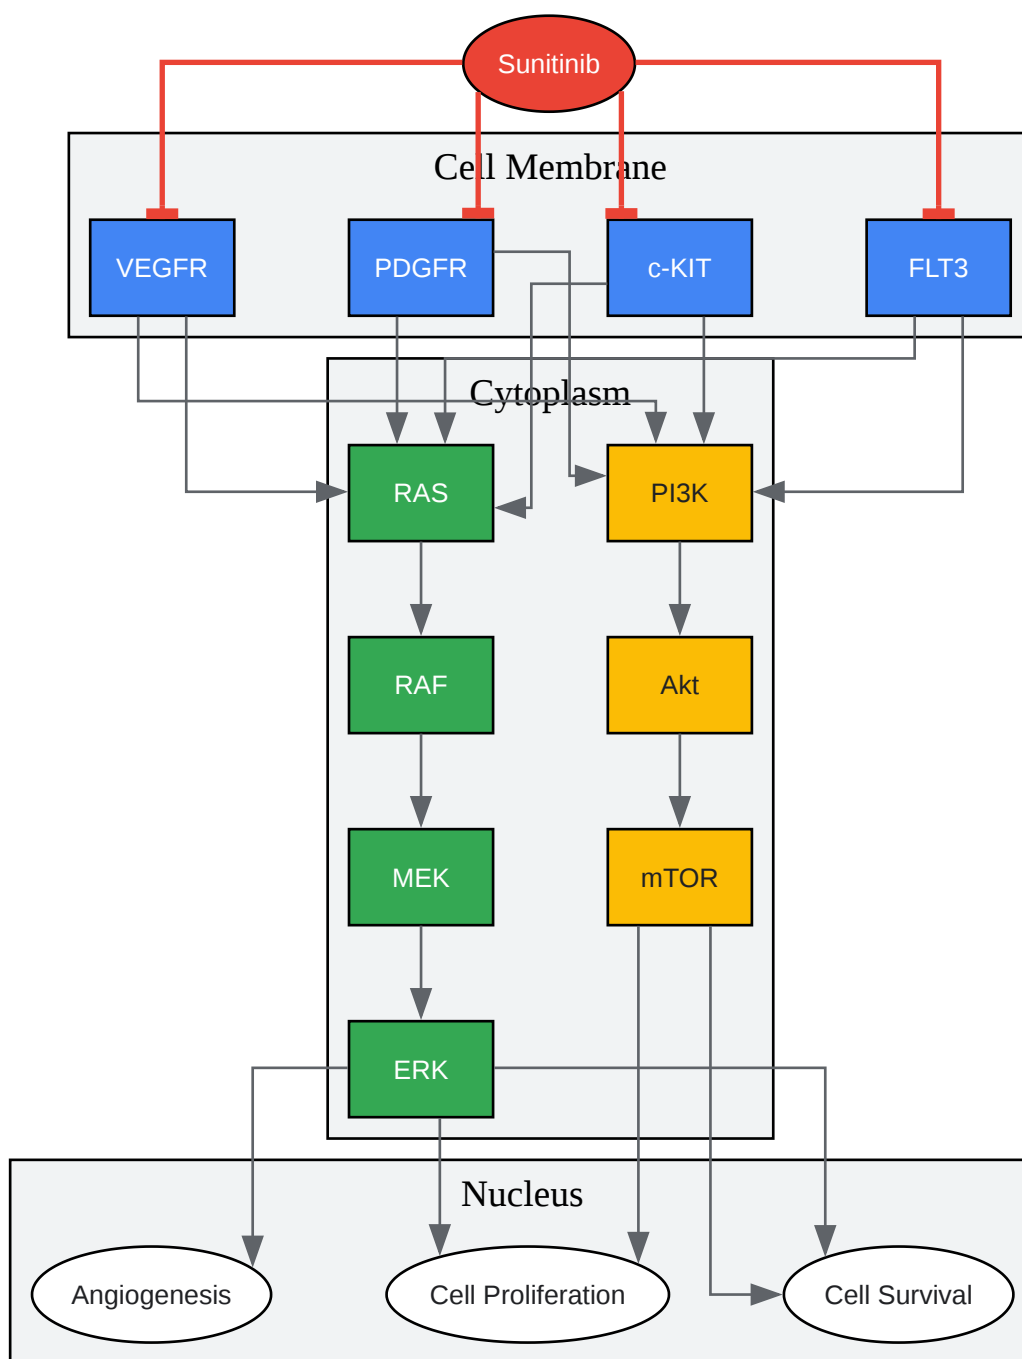 Sunitinib
Cell Membrane
VEGFR
PDGFR
c-KIT
FLT3
Cytoplasm
RAS
PI3K
RAF
Akt
MEK
mTOR
ERK
Nucleus
Angiogenesis
Cell Proliferation
Cell Survival